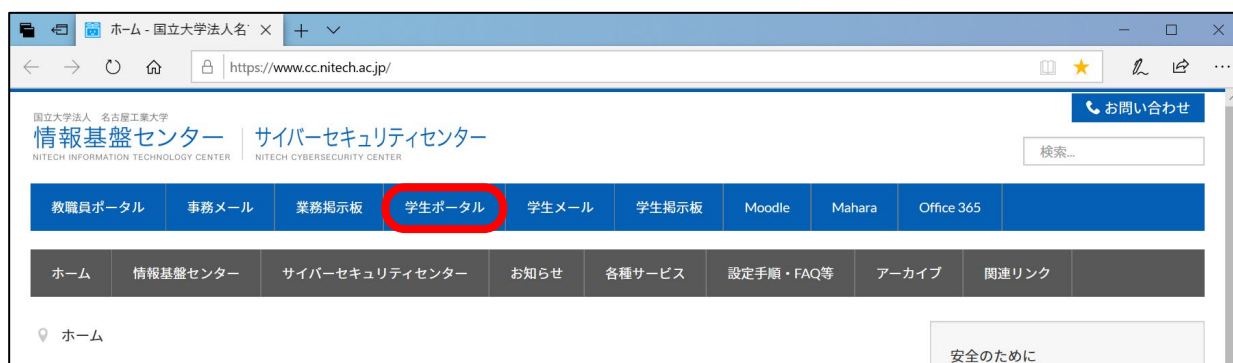 ホーム - 国立大学法人名
https://www.cc.nitech.ac.jp/
お問い合わせ
国立大学法人 名古屋工業大学
情報基盤センター サイバーセキュリティセンター
NITECH INFORMATION TECHNOLOGY CENTER NITECH CYBERSECURITY CENTER
検索...
教職員ポータル 事務メール 業務掲示板 学生ポータル 学生メール 学生掲示板 Moodle Mahara Office 365
ホーム 情報基盤センター サイバーセキュリティセンター お知らせ 各種サービス 設定手順・FAQ等 アーカイブ 関連リンク
ホーム
安全のために